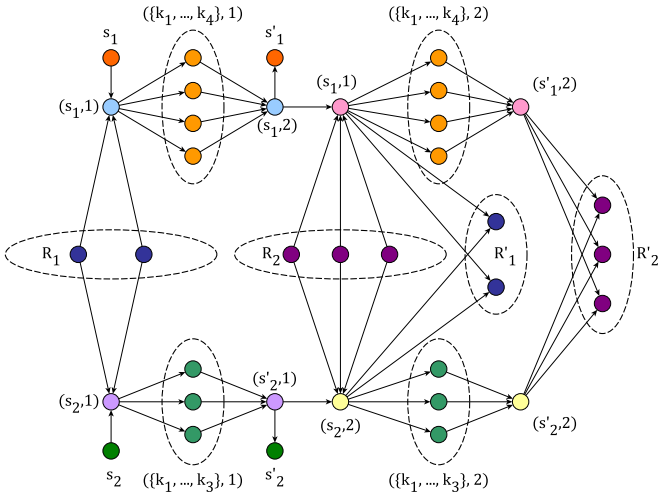 ({k₁, ..., k₄}, 1)
({k₁, ..., k₄}, 2)
s₁
s'₁
(s₁,1)
(s'₁,2)
(s₁,1)
(s₁,2)
R₁
R₂
R'₁
R'₂
(s'₂,1)
(s₂,1)
(s₂,2)
(s'₂,2)
s₂
({k₁, ..., k₃}, 1)
s'₂
({k₁, ..., k₃}, 2)